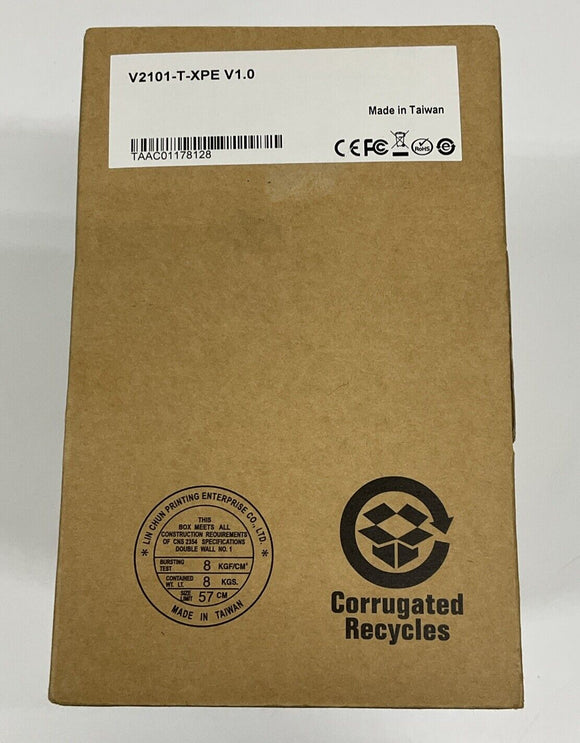 V2101-T-XPE V1.0
Made in Taiwan
TAAC01178128
CE FC RoHS e
LIN CHUN PRINTING ENTERPRISE CO., LTD.
THIS
BOX MEETS ALL
CONSTRUCTION REQUIREMENTS
OF CNS 2354 SPECIFICATIONS
DOUBLE WALL NO. 1
BURSTING TEST 8 KGF/CM²
CONTAINED WT. LT. 8 KGS.
SIZE LIMIT 57 CM
MADE IN TAIWAN
Corrugated
Recycles